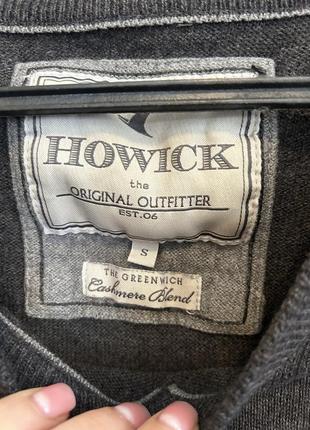 HOWICK
the
ORIGINAL OUTFITTER
EST.06
S
THE GREENWICH
Cashmere Blend